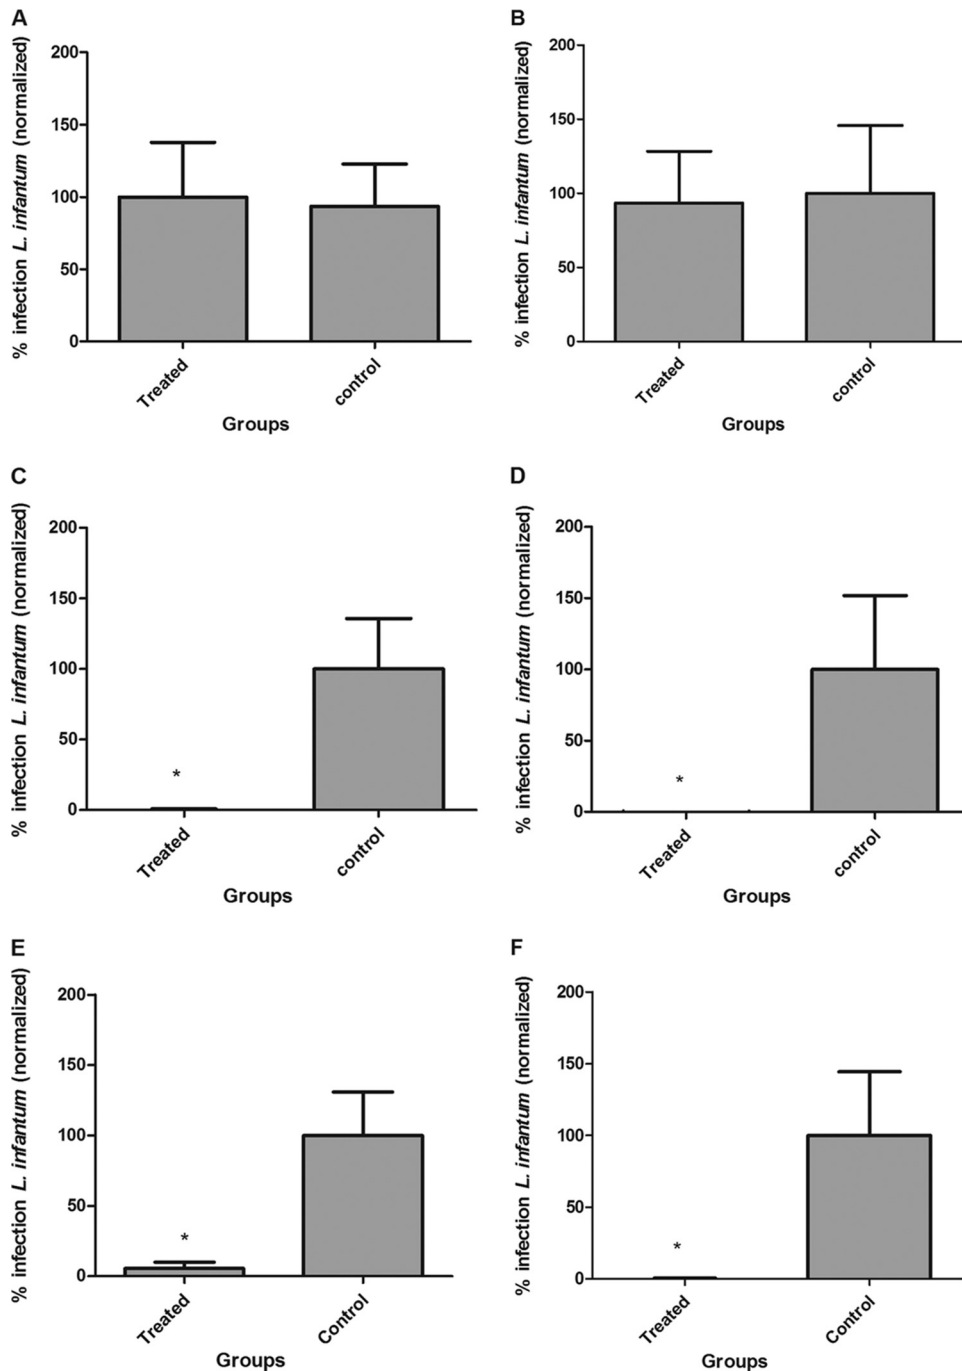 A
% infection L. infantum (normalized)
200
150
100
50
0
Treated
control
Groups
B
% infection L. infantum (normalized)
200
150
100
50
0
Treated
control
Groups
C
% infection L. infantum (normalized)
200
150
100
50
0
*
Treated
control
Groups
D
% infection L. infantum (normalized)
200
150
100
50
0
*
Treated
control
Groups
E
% infection L. infantum (normalized)
200
150
100
50
0
*
Treated
Control
Groups
F
% infection L. infantum (normalized)
200
150
100
50
0
*
Treated
Control
Groups